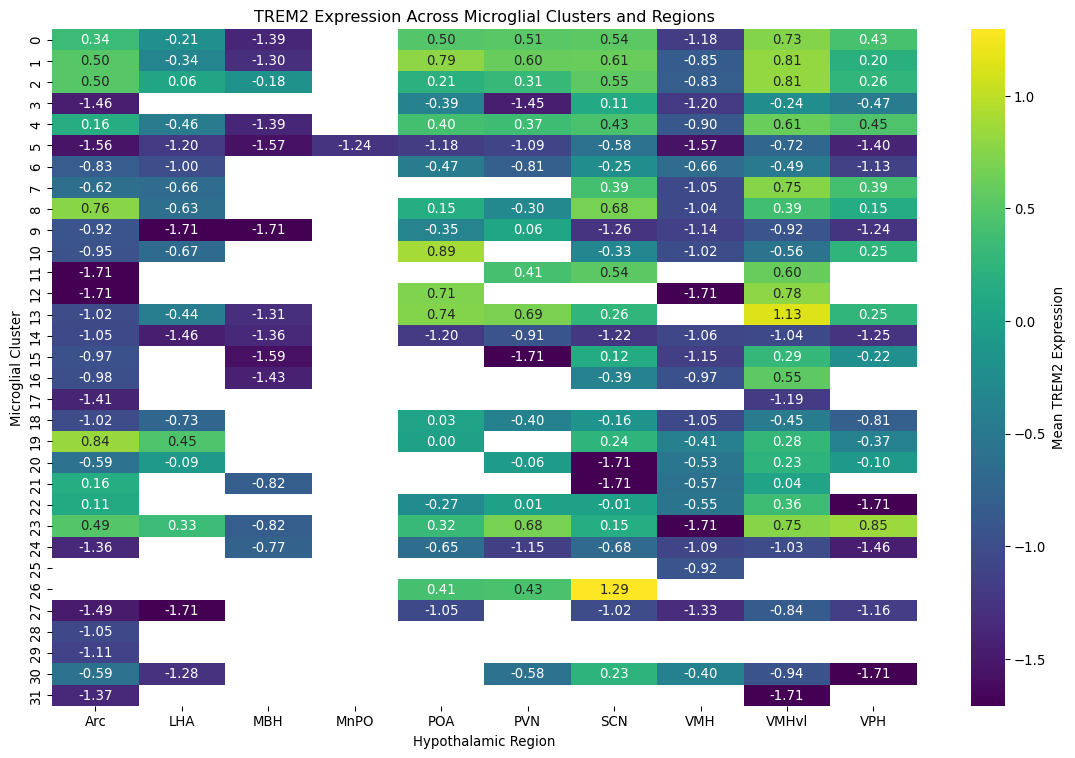 TREM2 Expression Across Microglial Clusters and Regions
Microglial Cluster
0 0.34 -0.21 -1.39 0.50 0.51 0.54 -1.18 0.73 0.43
1 0.50 -0.34 -1.30 0.79 0.60 0.61 -0.85 0.81 0.20
2 0.50 0.06 -0.18 0.21 0.31 0.55 -0.83 0.81 0.26
3 -1.46 -0.39 -1.45 0.11 -1.20 -0.24 -0.47
4 0.16 -0.46 -1.39 0.40 0.37 0.43 -0.90 0.61 0.45
5 -1.56 -1.20 -1.57 -1.24 -1.18 -1.09 -0.58 -1.57 -0.72 -1.40
6 -0.83 -1.00 -0.47 -0.81 -0.25 -0.66 -0.49 -1.13
7 -0.62 -0.66 0.39 -1.05 0.75 0.39
8 0.76 -0.63 0.15 -0.30 0.68 -1.04 0.39 0.15
9 -0.92 -1.71 -1.71 -0.35 0.06 -1.26 -1.14 -0.92 -1.24
10 -0.95 -0.67 0.89 -0.33 -1.02 -0.56 0.25
11 -1.71 0.41 0.54 0.60
12 -1.71 0.71 -1.71 0.78
13 -1.02 -0.44 -1.31 0.74 0.69 0.26 1.13 0.25
14 -1.05 -1.46 -1.36 -1.20 -0.91 -1.22 -1.06 -1.04 -1.25
15 -0.97 -1.59 -1.71 0.12 -1.15 0.29 -0.22
16 -0.98 -1.43 -0.39 -0.97 0.55
17 -1.41 -1.19
18 -1.02 -0.73 0.03 -0.40 -0.16 -1.05 -0.45 -0.81
19 0.84 0.45 0.00 0.24 -0.41 0.28 -0.37
20 -0.59 -0.09 -0.06 -1.71 -0.53 0.23 -0.10
21 0.16 -0.82 -1.71 -0.57 0.04
22 0.11 -0.27 0.01 -0.01 -0.55 0.36 -1.71
23 0.49 0.33 -0.82 0.32 0.68 0.15 -1.71 0.75 0.85
24 -1.36 -0.77 -0.65 -1.15 -0.68 -1.09 -1.03 -1.46
25 -0.92
26 0.41 0.43 1.29
27 -1.49 -1.71 -1.05 -1.02 -1.33 -0.84 -1.16
28 -1.05
29 -1.11
30 -0.59 -1.28 -0.58 0.23 -0.40 -0.94 -1.71
31 -1.37 -1.71
Arc LHA MBH MnPO POA PVN SCN VMH VMHvl VPH
Hypothalamic Region
1.0
0.5
0.0
−0.5
−1.0
−1.5
Mean TREM2 Expression